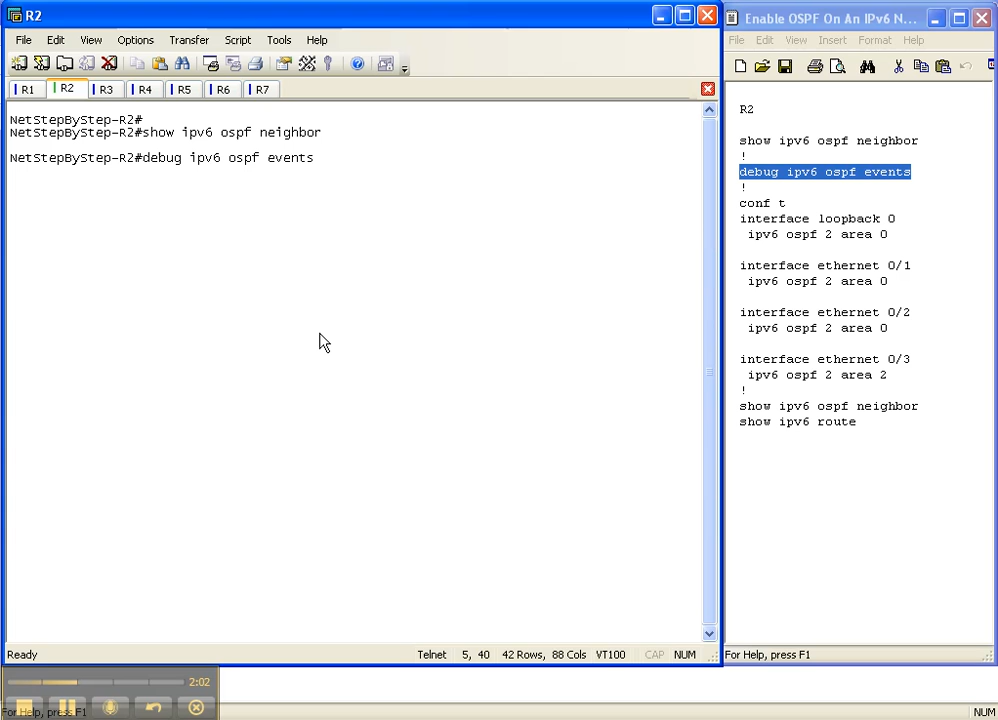 R2
File Edit View Options Transfer Script Tools Help
R1 R2 R3 R4 R5 R6 R7
NetStepByStep-R2#
NetStepByStep-R2#show ipv6 ospf neighbor
NetStepByStep-R2#debug ipv6 ospf events
Ready Telnet 5, 40 42 Rows, 88 Cols VT100 CAP NUM
2:02
For Help, press F1
Enable OSPF On An IPv6 N...
File Edit View Insert Format Help
R2
show ipv6 ospf neighbor
!
debug ipv6 ospf events
!
conf t
interface loopback 0
ipv6 ospf 2 area 0
interface ethernet 0/1
ipv6 ospf 2 area 0
interface ethernet 0/2
ipv6 ospf 2 area 0
interface ethernet 0/3
ipv6 ospf 2 area 2
!
show ipv6 ospf neighbor
show ipv6 route
For Help, press F1
NUM